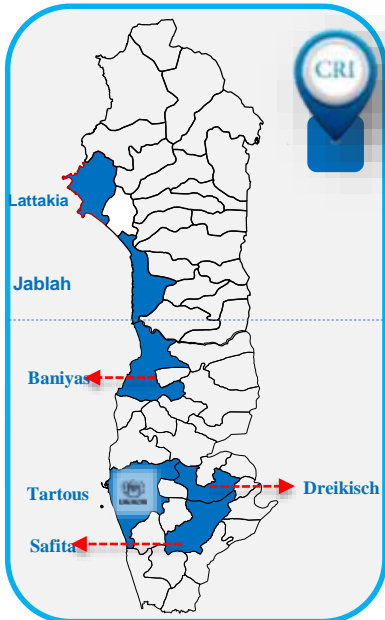 CRI
Lattakia
Jablah
Baniyas
Dreikisch
Tartous
Safita